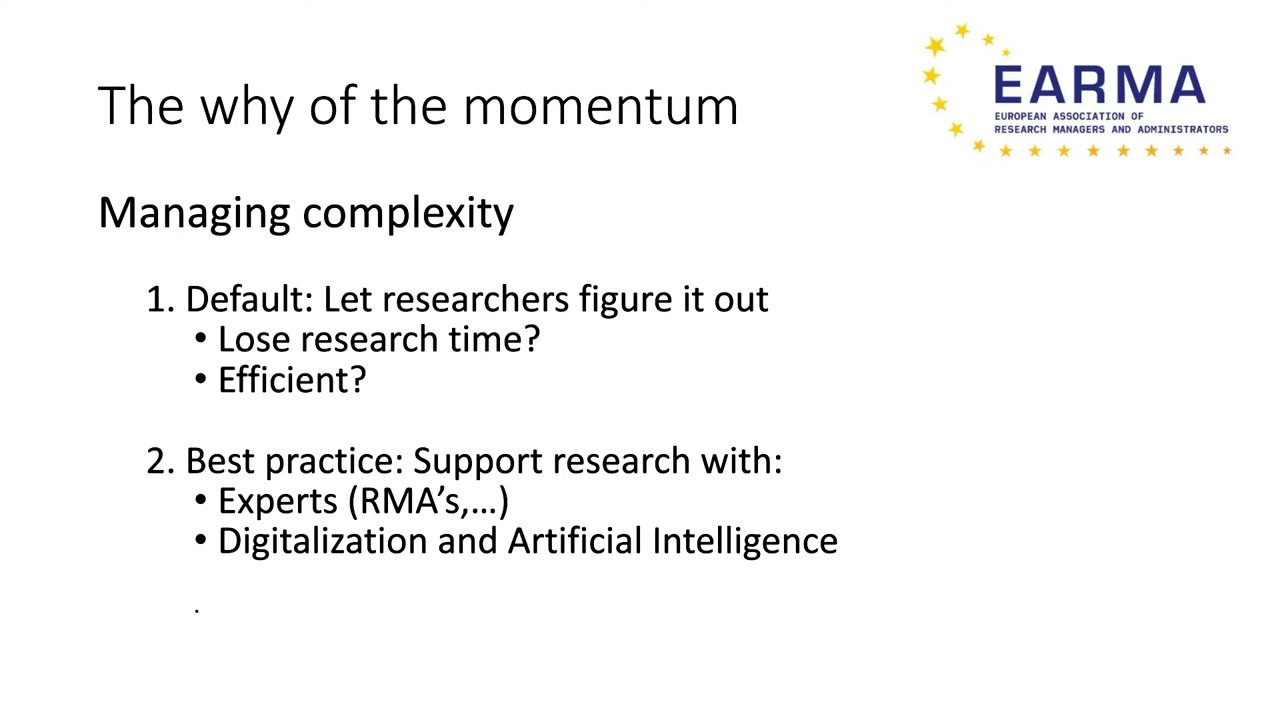 The why of the momentum
EARMA
EUROPEAN ASSOCIATION OF
RESEARCH MANAGERS AND ADMINISTRATORS
Managing complexity
1. Default: Let researchers figure it out
• Lose research time?
• Efficient?
2. Best practice: Support research with:
• Experts (RMA’s,…)
• Digitalization and Artificial Intelligence
.